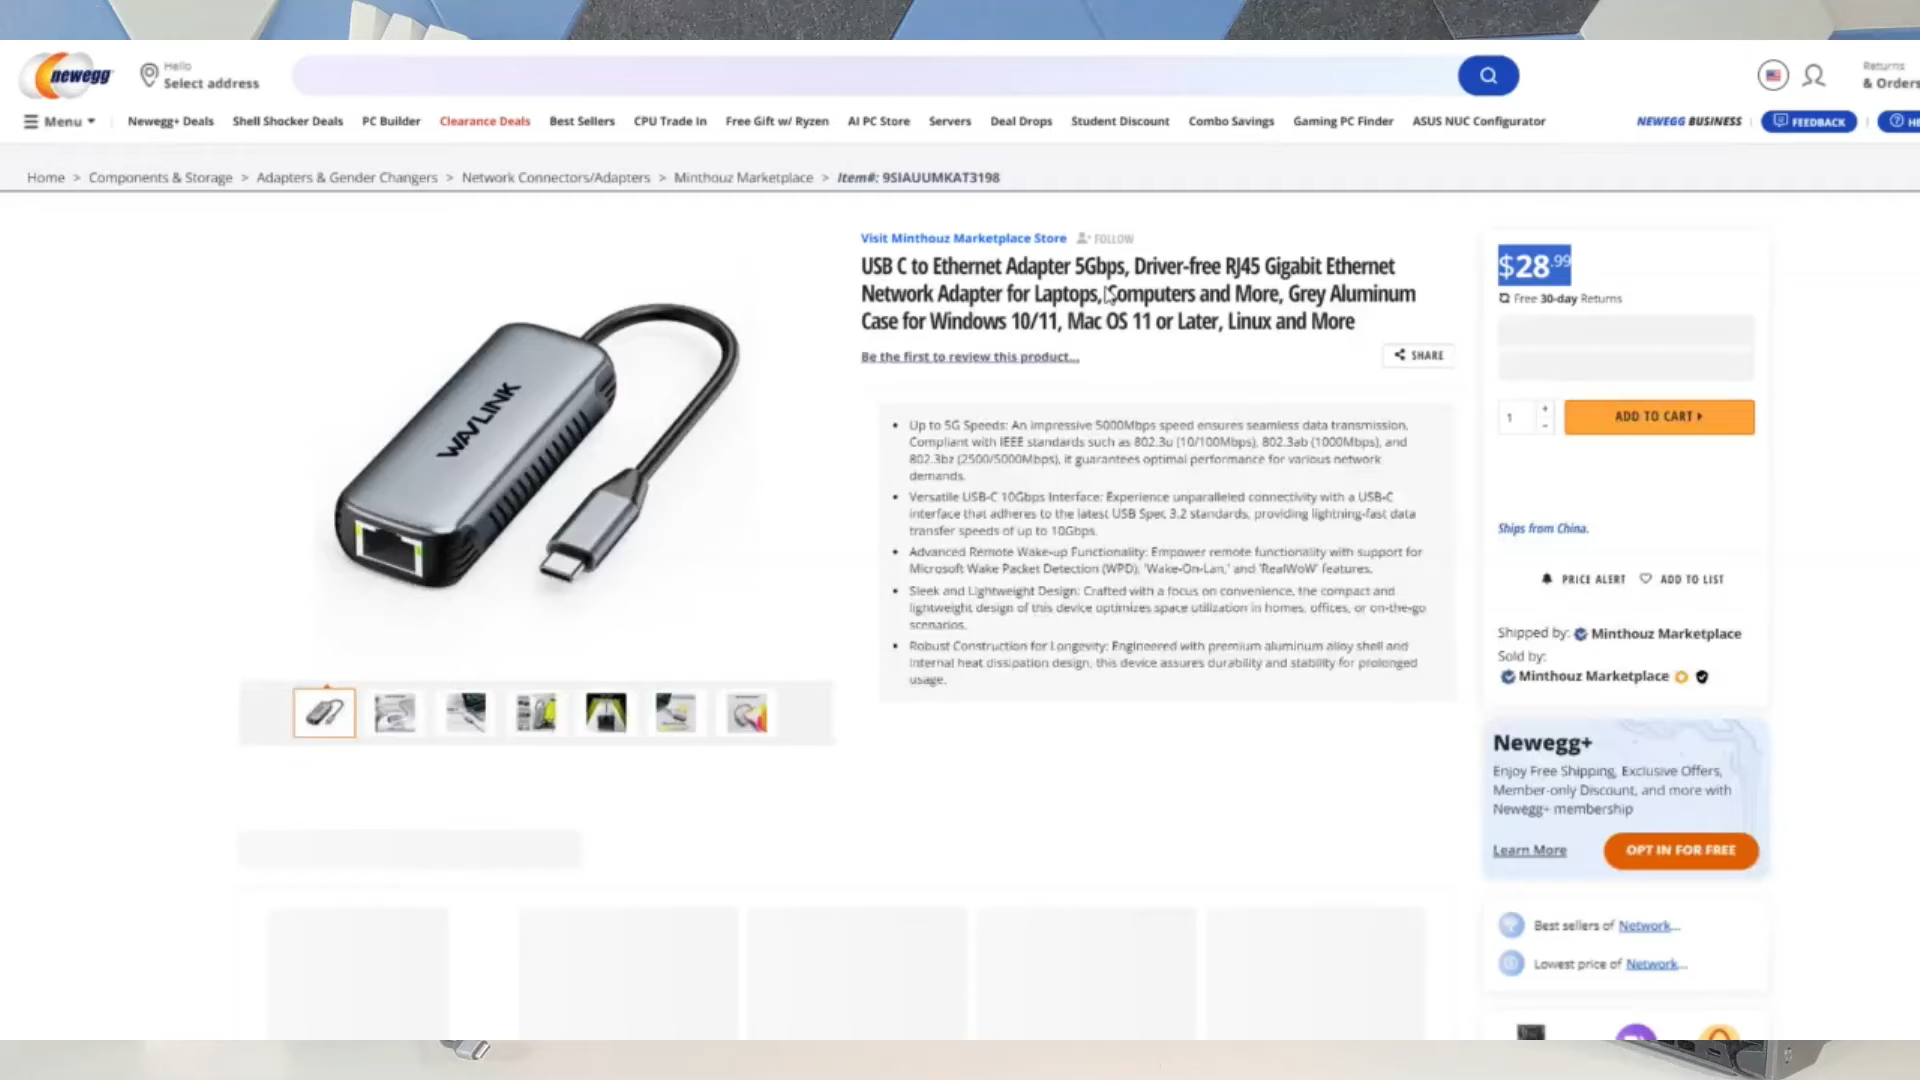 newegg
Hello
Select address
Returns
& Orders
Menu
Newegg+ Deals
Shell Shocker Deals
PC Builder
Clearance Deals
Best Sellers
CPU Trade In
Free Gift w/ Ryzen
AI PC Store
Servers
Deal Drops
Student Discount
Combo Savings
Gaming PC Finder
ASUS NUC Configurator
NEWEGG BUSINESS
FEEDBACK
Home > Components & Storage > Adapters & Gender Changers > Network Connectors/Adapters > Minthouz Marketplace > Item#: 9SIAUUMKAT3198
WAVLINK
Visit Minthouz Marketplace Store
FOLLOW
USB C to Ethernet Adapter 5Gbps, Driver-free RJ45 Gigabit Ethernet
Network Adapter for Laptops, Computers and More, Grey Aluminum
Case for Windows 10/11, Mac OS 11 or Later, Linux and More
Be the first to review this product...
SHARE
• Up to 5G Speeds: An impressive 5000Mbps speed ensures seamless data transmission.
Compliant with IEEE standards such as 802.3u (10/100Mbps), 802.3ab (1000Mbps), and
802.3bz (2500/5000Mbps), it guarantees optimal performance for various network
demands.
• Versatile USB-C 10Gbps Interface: Experience unparalleled connectivity with a USB-C
interface that adheres to the latest USB Spec 3.2 standards, providing lightning-fast data
transfer speeds of up to 10Gbps.
• Advanced Remote Wake-up Functionality: Empower remote functionality with support for
Microsoft Wake Packet Detection (WPD), 'Wake-On-Lan,' and 'RealWoW' features.
• Sleek and Lightweight Design: Crafted with a focus on convenience, the compact and
lightweight design of this device optimizes space utilization in homes, offices, or on-the-go
scenarios.
• Robust Construction for Longevity: Engineered with premium aluminum alloy shell and
internal heat dissipation design, this device assures durability and stability for prolonged
usage.
$28.99
Free 30-day Returns
1
+
-
ADD TO CART
Ships from China.
PRICE ALERT
ADD TO LIST
Shipped by: Minthouz Marketplace
Sold by:
Minthouz Marketplace
Newegg+
Enjoy Free Shipping, Exclusive Offers,
Member-only Discount, and more with
Newegg+ membership
Learn More
OPT IN FOR FREE
Best sellers of Network...
Lowest price of Network...